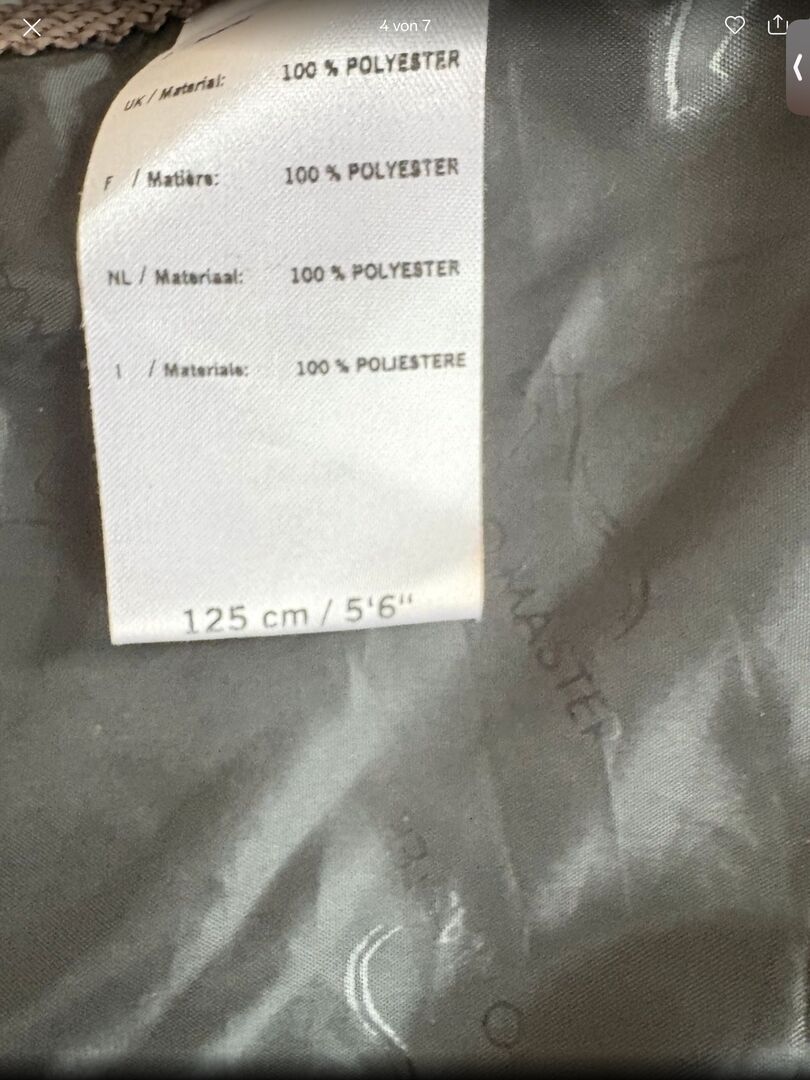 4 von 7
UK / Material: 100 % POLYESTER
F / Matière: 100 % POLYESTER
NL / Materiaal: 100 % POLYESTER
I / Materiale: 100 % POLIESTERE
125 cm / 5'6"
MASTER